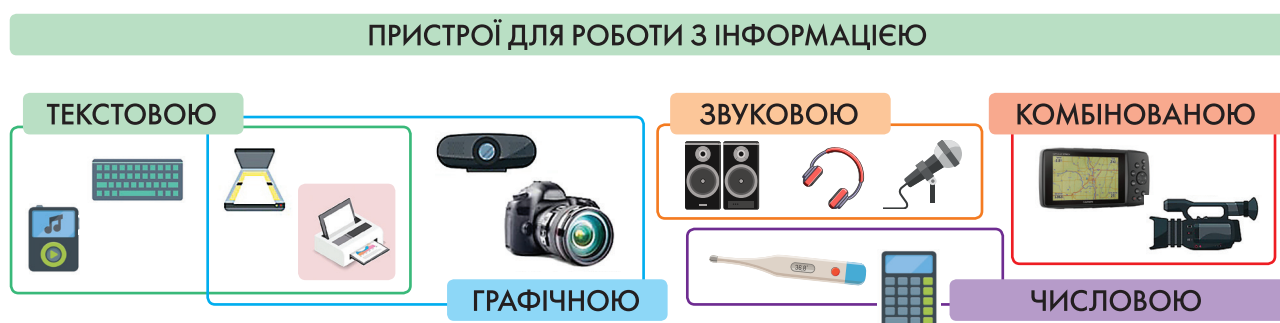 ПРИСТРОЇ ДЛЯ РОБОТИ З ІНФОРМАЦІЄЮ
ТЕКСТОВОЮ
ЗВУКОВОЮ
КОМБІНОВАНОЮ
ГРАФІЧНОЮ
ЧИСЛОВОЮ